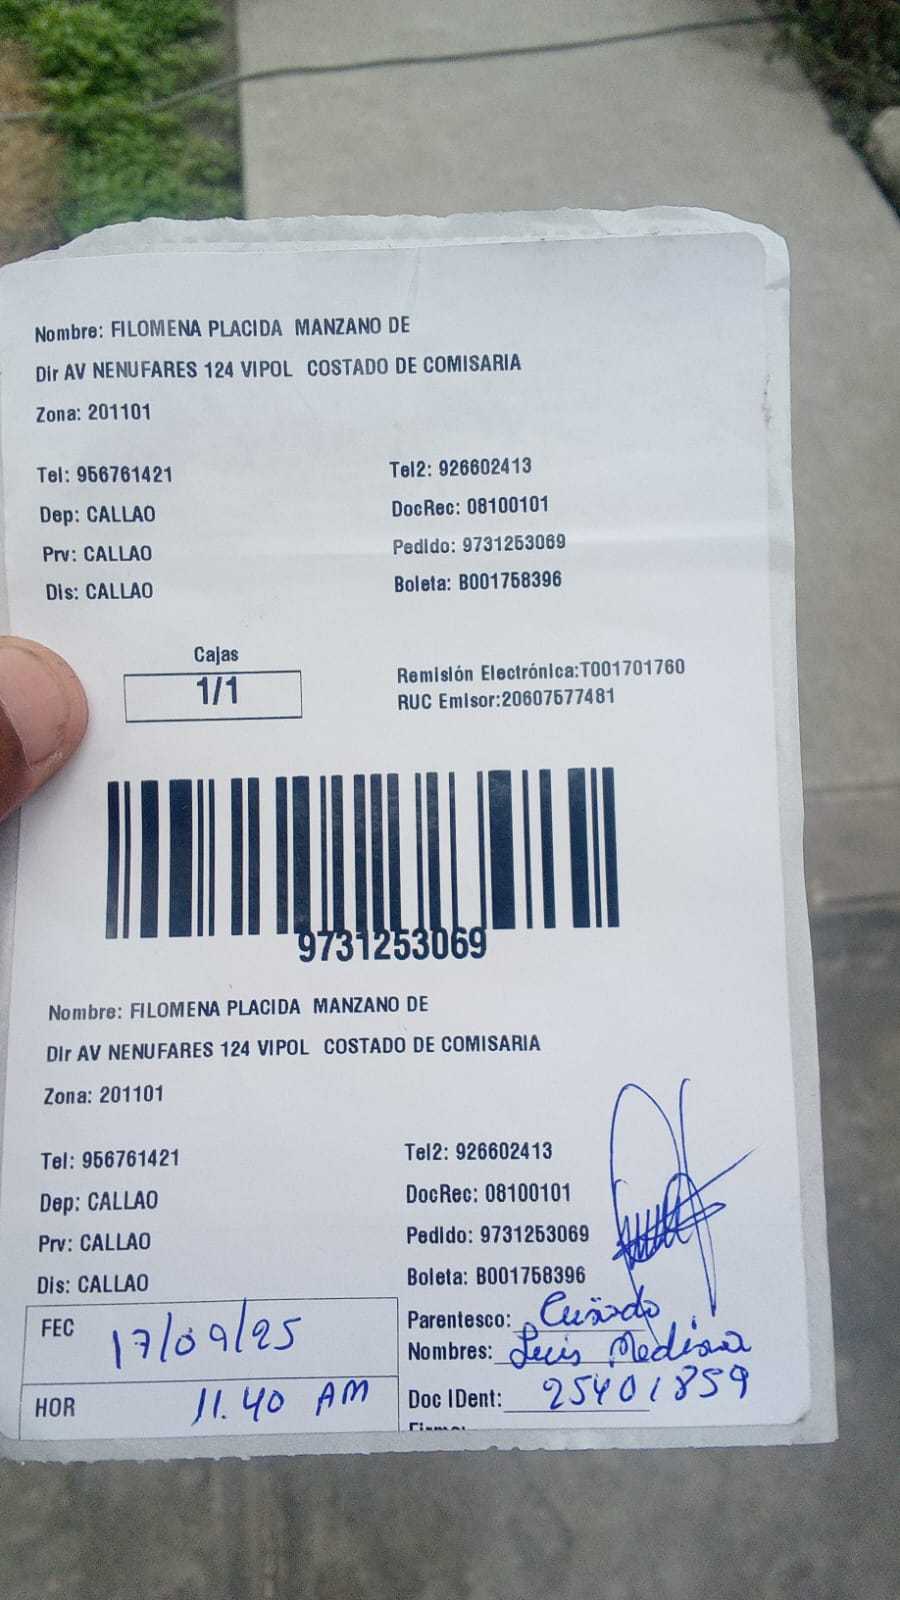 Nombre: FILOMENA PLACIDA MANZANO DE
Dir AV NENUFARES 124 VIPOL COSTADO DE COMISARIA
Zona: 201101
Tel: 956761421 Tel2: 926602413
Dep: CALLAO DocRec: 08100101
Prv: CALLAO Pedido: 9731253069
Dis: CALLAO Boleta: B001758396
Cajas
1/1
Remisión Electrónica:T001701760
RUC Emisor:20607577481
9731253069
Nombre: FILOMENA PLACIDA MANZANO DE
Dir AV NENUFARES 124 VIPOL COSTADO DE COMISARIA
Zona: 201101
Tel: 956761421 Tel2: 926602413
Dep: CALLAO DocRec: 08100101
Prv: CALLAO Pedido: 9731253069
Dis: CALLAO Boleta: B001758396
FEC 17/09/25
Parentesco: Cuñado
Nombres: Luis Medina
HOR 11.40 AM
Doc IDent: 25401859
Firma: